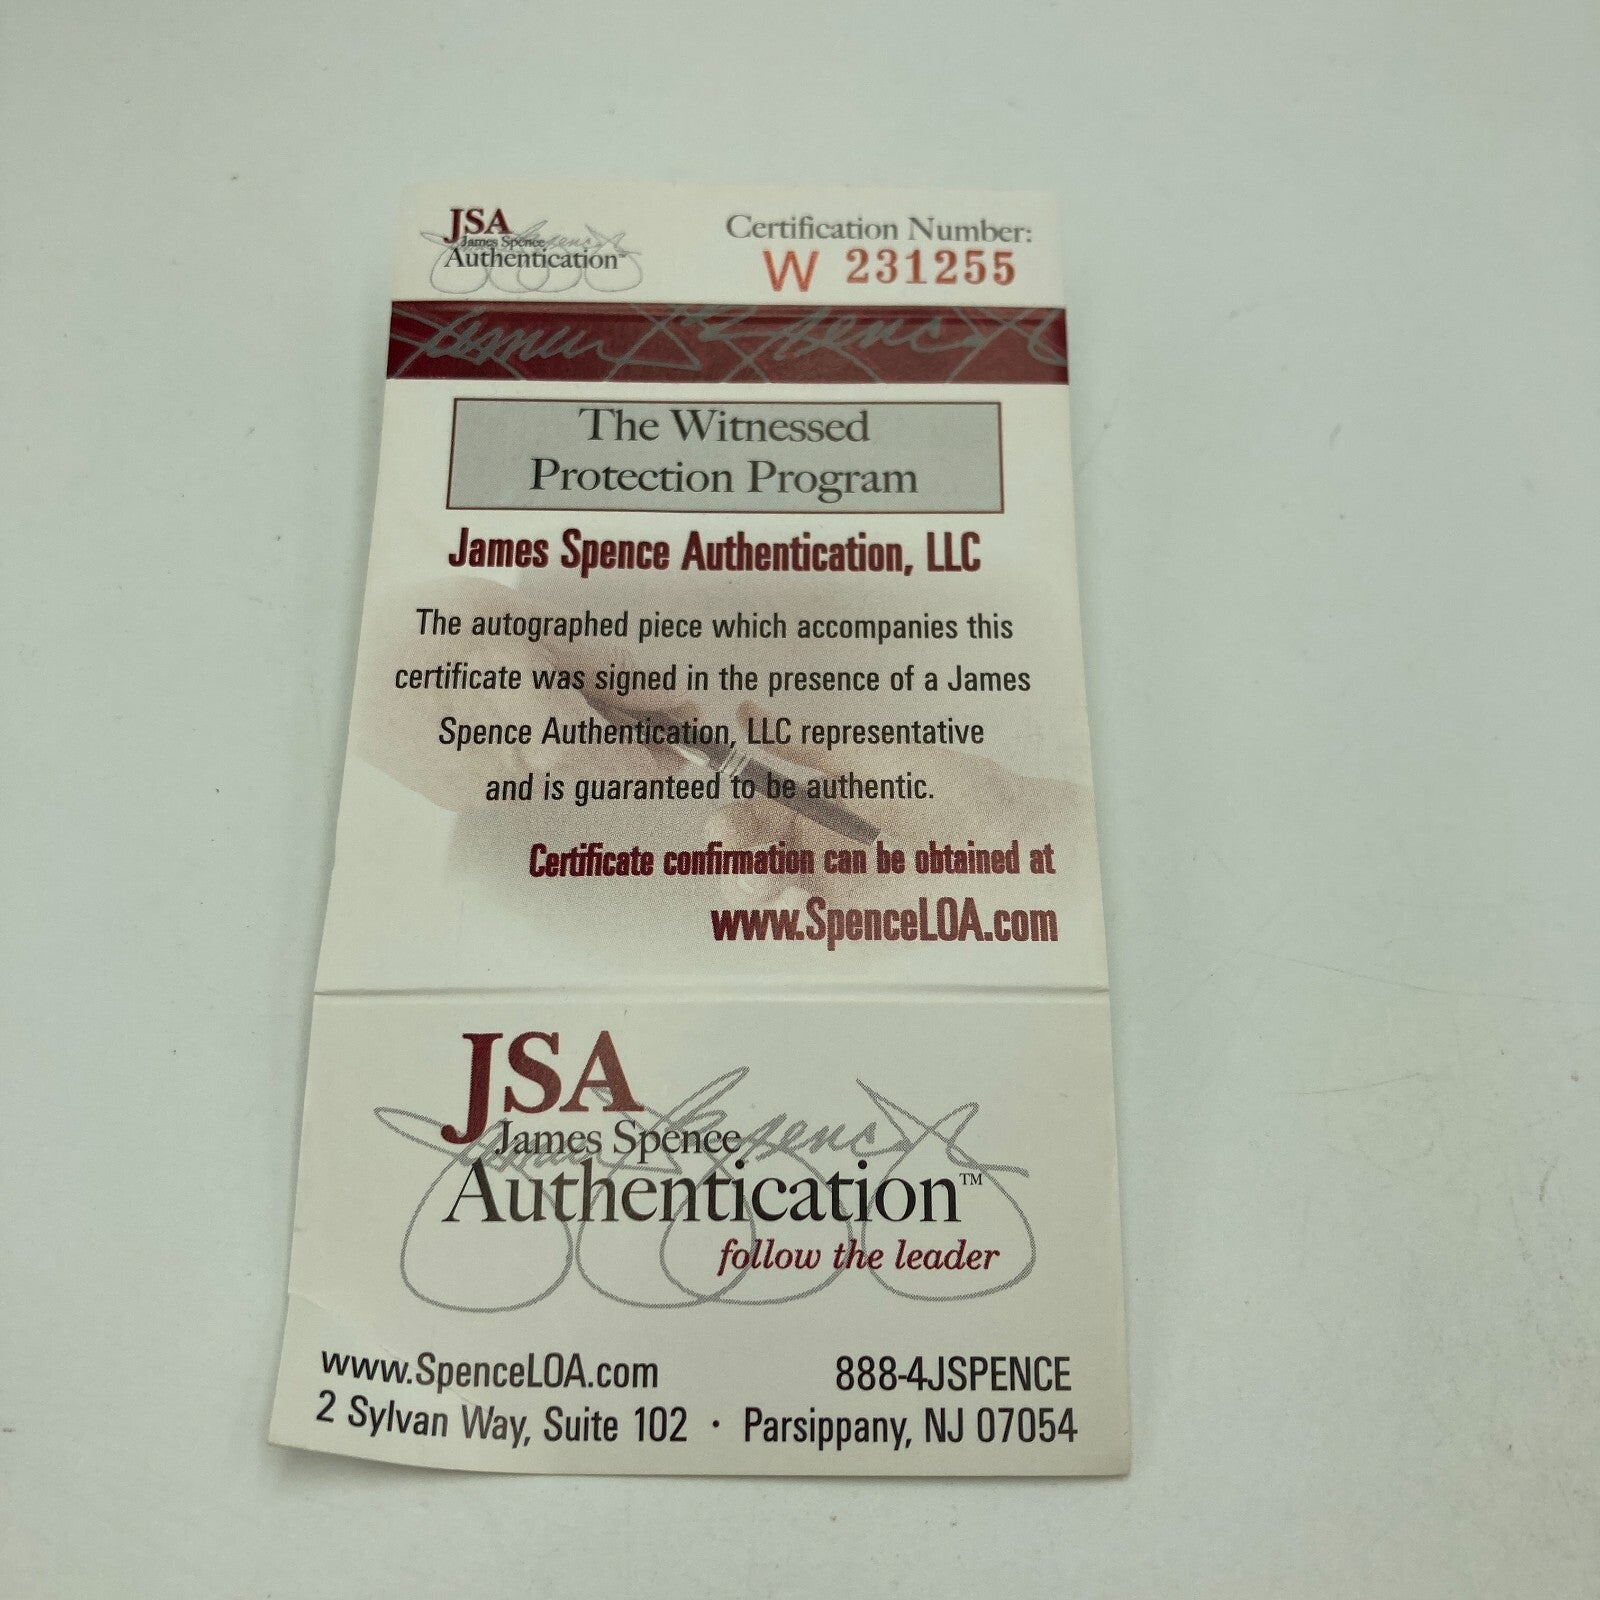 JSA
James Spence
Authentication™
Certification Number:
W 231255
The Witnessed
Protection Program
James Spence Authentication, LLC
The autographed piece which accompanies this
certificate was signed in the presence of a James
Spence Authentication, LLC representative
and is guaranteed to be authentic.
Certificate confirmation can be obtained at
www.SpenceLOA.com
JSA
James Spence
Authentication™
follow the leader
www.SpenceLOA.com 888-4JSPENCE
2 Sylvan Way, Suite 102 · Parsippany, NJ 07054